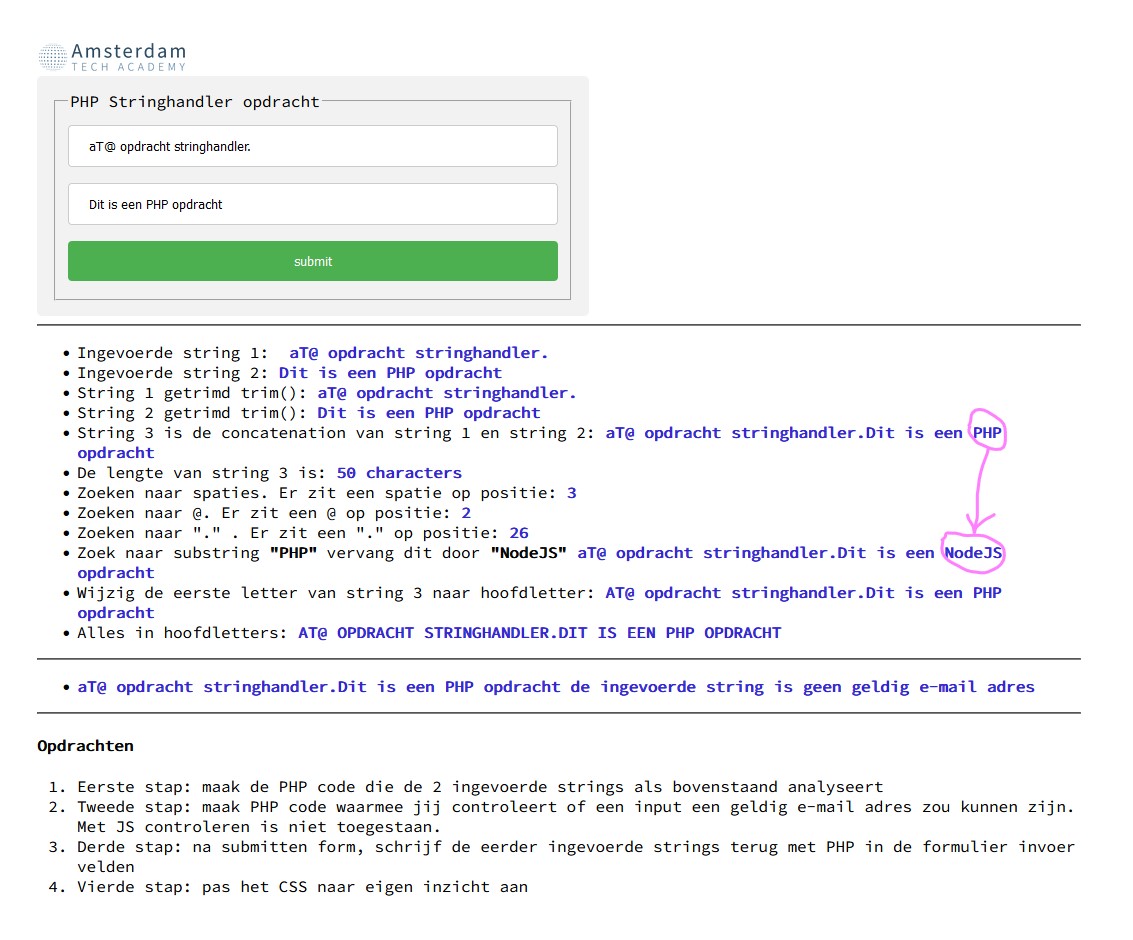 Amsterdam
TECH ACADEMY
PHP Stringhandler opdracht
aT@ opdracht stringhandler.
Dit is een PHP opdracht
submit
• Ingevoerde string 1:  aT@ opdracht stringhandler.
• Ingevoerde string 2: Dit is een PHP opdracht
• String 1 getrimd trim(): aT@ opdracht stringhandler.
• String 2 getrimd trim(): Dit is een PHP opdracht
• String 3 is de concatenation van string 1 en string 2: aT@ opdracht stringhandler.Dit is een PHP
opdracht
• De lengte van string 3 is: 50 characters
• Zoeken naar spaties. Er zit een spatie op positie: 3
• Zoeken naar @. Er zit een @ op positie: 2
• Zoeken naar "." . Er zit een "." op positie: 26
• Zoek naar substring "PHP" vervang dit door "NodeJS" aT@ opdracht stringhandler.Dit is een NodeJS
opdracht
• Wijzig de eerste letter van string 3 naar hoofdletter: AT@ opdracht stringhandler.Dit is een PHP
opdracht
• Alles in hoofdletters: AT@ OPDRACHT STRINGHANDLER.DIT IS EEN PHP OPDRACHT
• aT@ opdracht stringhandler.Dit is een PHP opdracht de ingevoerde string is geen geldig e-mail adres
Opdrachten
1. Eerste stap: maak de PHP code die de 2 ingevoerde strings als bovenstaand analyseert
2. Tweede stap: maak PHP code waarmee jij controleert of een input een geldig e-mail adres zou kunnen zijn.
Met JS controleren is niet toegestaan.
3. Derde stap: na submitten form, schrijf de eerder ingevoerde strings terug met PHP in de formulier invoer
velden
4. Vierde stap: pas het CSS naar eigen inzicht aan